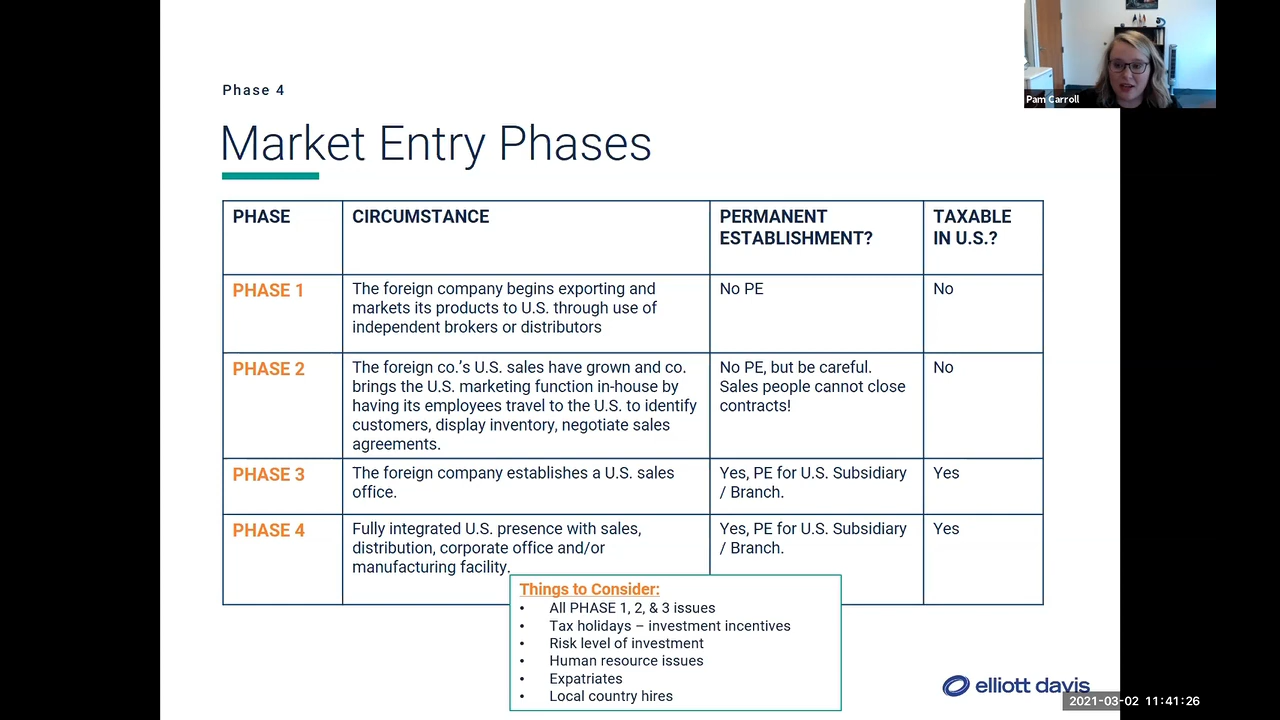 Pam Carroll
Phase 4
Market Entry Phases
PHASE
CIRCUMSTANCE
PERMANENT
ESTABLISHMENT?
TAXABLE
IN U.S.?
PHASE 1
The foreign company begins exporting and
markets its products to U.S. through use of
independent brokers or distributors
No PE
No
PHASE 2
The foreign co.’s U.S. sales have grown and co.
brings the U.S. marketing function in-house by
having its employees travel to the U.S. to identify
customers, display inventory, negotiate sales
agreements.
No PE, but be careful.
Sales people cannot close
contracts!
No
PHASE 3
The foreign company establishes a U.S. sales
office.
Yes, PE for U.S. Subsidiary
/ Branch.
Yes
PHASE 4
Fully integrated U.S. presence with sales,
distribution, corporate office and/or
manufacturing facility.
Yes, PE for U.S. Subsidiary
/ Branch.
Yes
Things to Consider:
• All PHASE 1, 2, & 3 issues
• Tax holidays – investment incentives
• Risk level of investment
• Human resource issues
• Expatriates
• Local country hires
elliott davis
2021-03-02 11:41:26